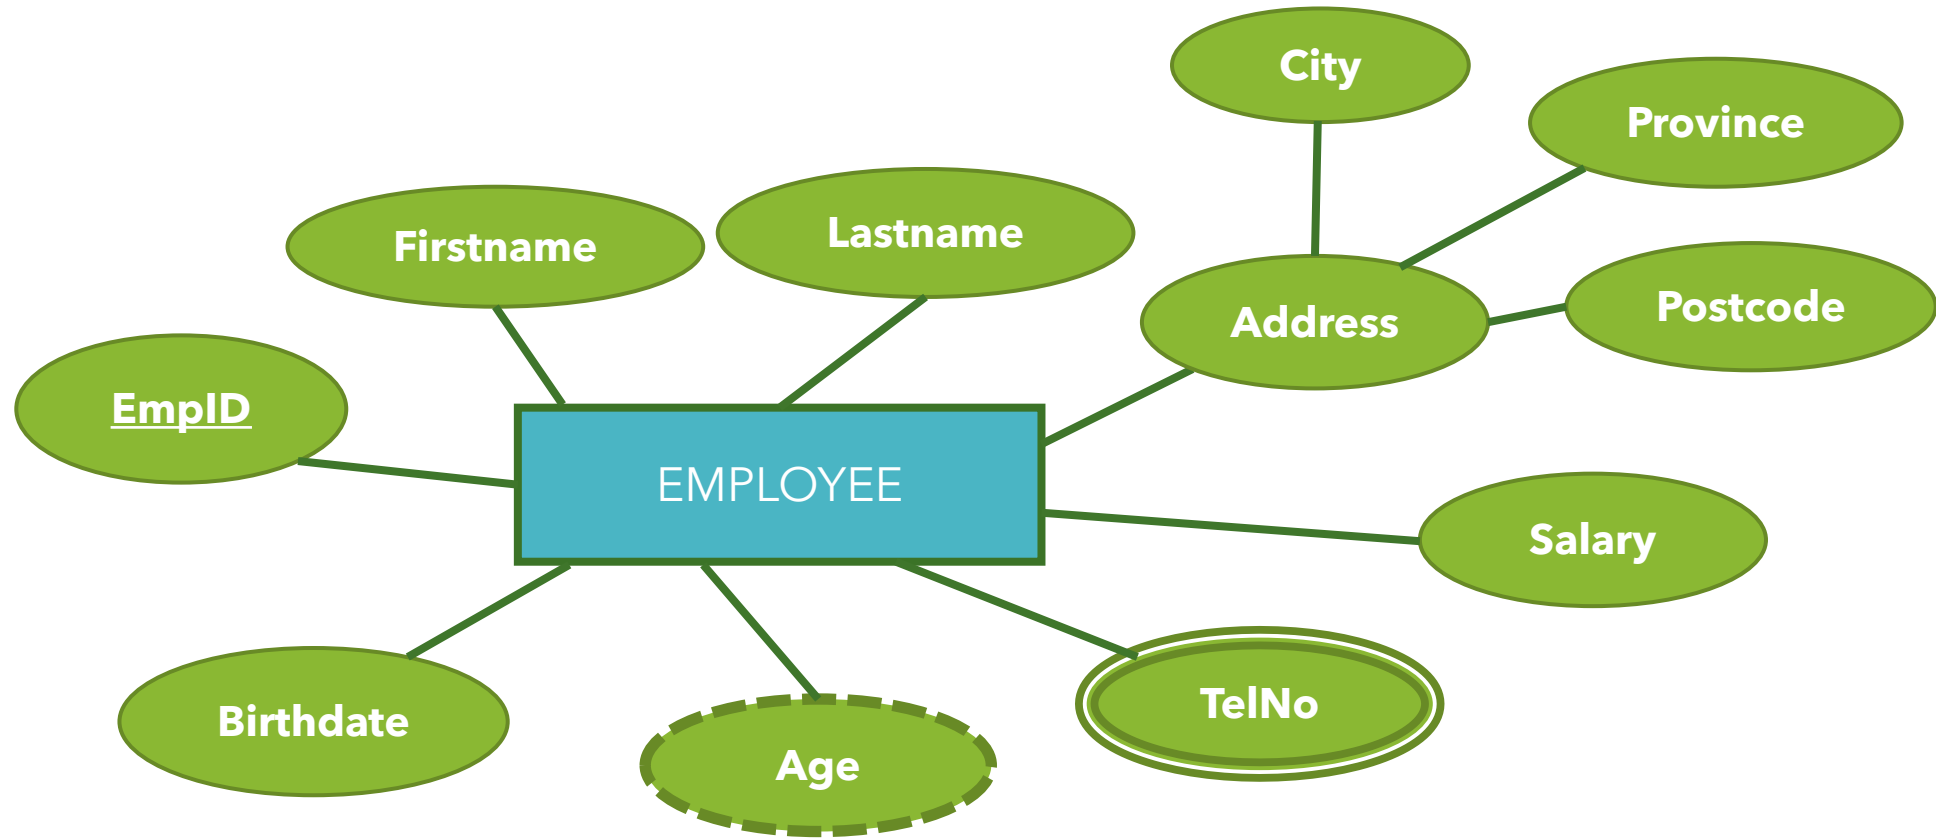 City
Province
Firstname
Lastname
Postcode
Address
EmpID
EMPLOYEE
Salary
TelNo
Birthdate
Age